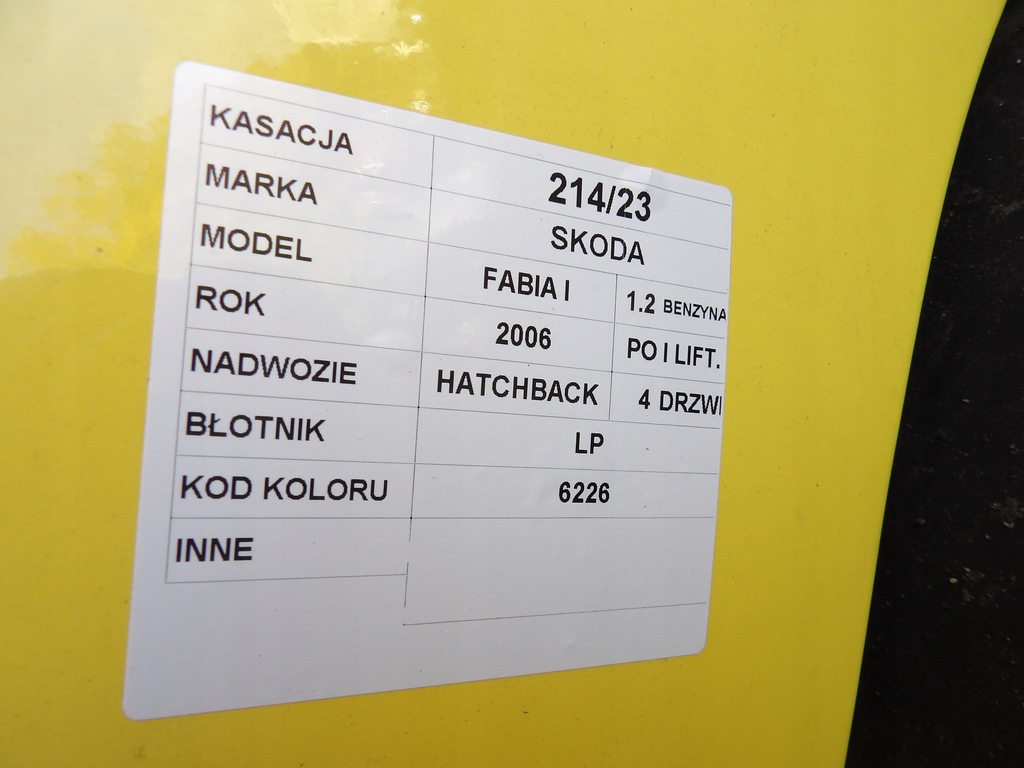 KASACJA 214/23
MARKA SKODA
MODEL FABIA I 1.2 BENZYNA
ROK 2006 PO I LIFT.
NADWOZIE HATCHBACK 4 DRZWI
BŁOTNIK LP
KOD KOLORU 6226
INNE